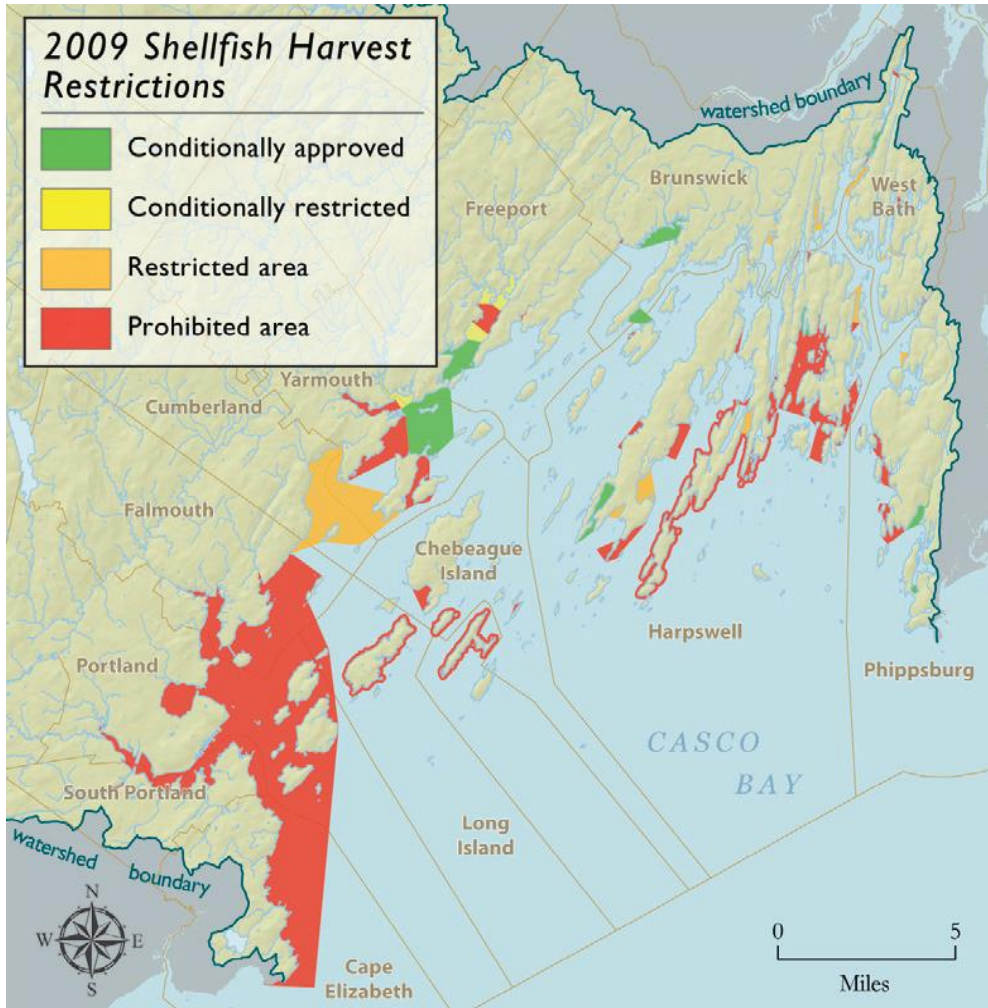 2009 Shellfish Harvest
Restrictions
Conditionally approved
Conditionally restricted
Restricted area
Prohibited area
watershed boundary
Brunswick
West
Bath
Freeport
Yarmouth
Cumberland
Falmouth
Chebeague
Island
Harpswell
Phippsburg
Portland
CASCO
BAY
South Portland
Long
Island
watershed boundary
N
W E
S
Cape
Elizabeth
0 5
Miles